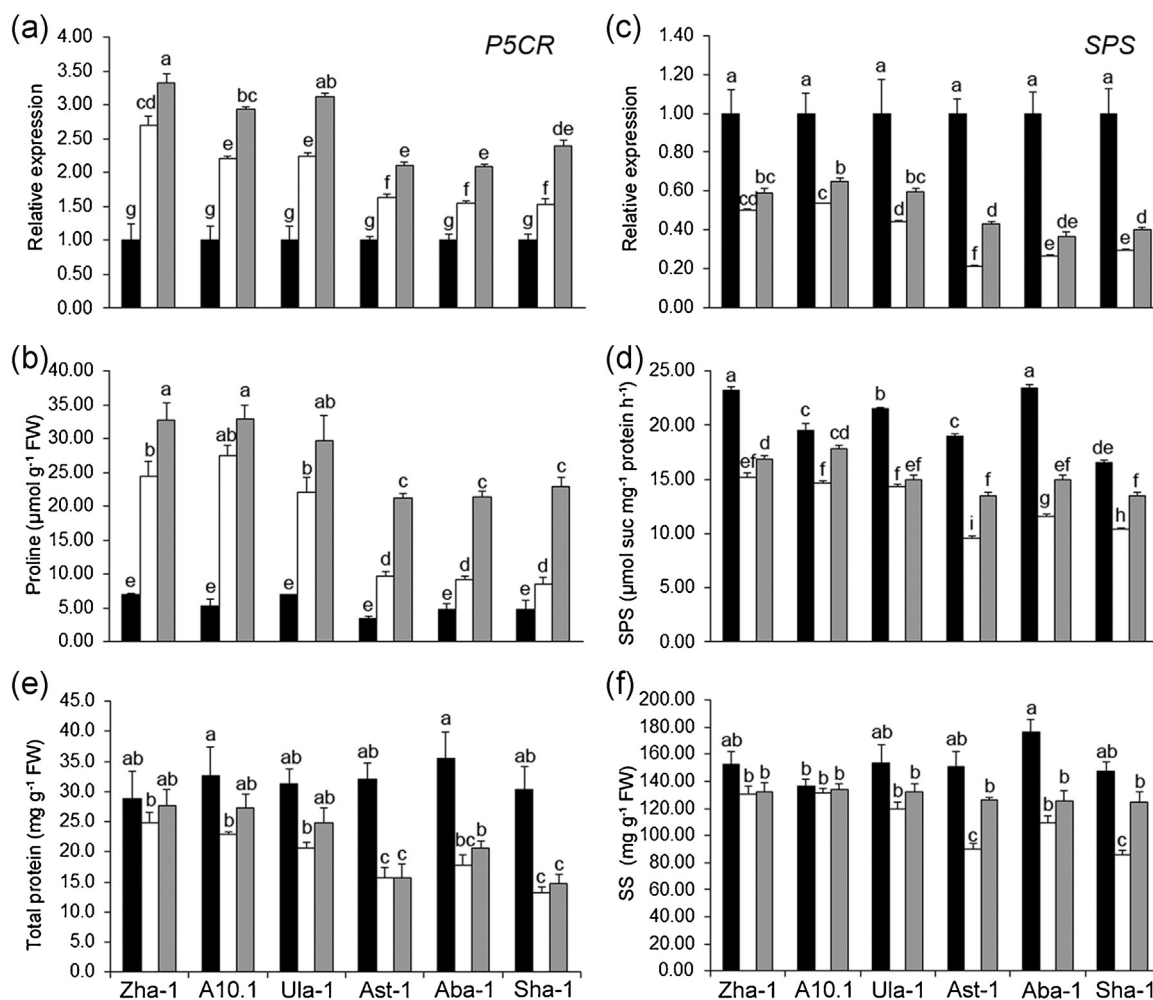 (a)
P5CR
Relative expression
4.00
3.50
3.00
2.50
2.00
1.50
1.00
0.50
0.00
g cd a
g e bc
g e ab
g f e
g f e
g f de
(c)
SPS
Relative expression
1.40
1.20
1.00
0.80
0.60
0.40
0.20
0.00
a cd bc
a c b
a d bc
a f d
a e de
a e d
(b)
Proline (µmol g⁻¹ FW)
40.00
35.00
30.00
25.00
20.00
15.00
10.00
5.00
0.00
e b a
e ab a
e b ab
e d c
e d c
e d c
(d)
SPS (µmol suc mg⁻¹ protein h⁻¹)
25.00
20.00
15.00
10.00
5.00
0.00
a ef d
c f cd
b f ef
c i f
a g ef
de h f
(e)
Total protein (mg g⁻¹ FW)
45.0
40.0
35.0
30.0
25.0
20.0
15.0
10.0
5.0
0.0
ab b ab
a b ab
ab b ab
ab c c
a bc b
ab c c
Zha-1 A10.1 Ula-1 Ast-1 Aba-1 Sha-1
(f)
SS (mg g⁻¹ FW)
200.00
180.00
160.00
140.00
120.00
100.00
80.00
60.00
40.00
20.00
0.00
ab b b
b b b
ab b b
ab c b
a b b
ab c b
Zha-1 A10.1 Ula-1 Ast-1 Aba-1 Sha-1